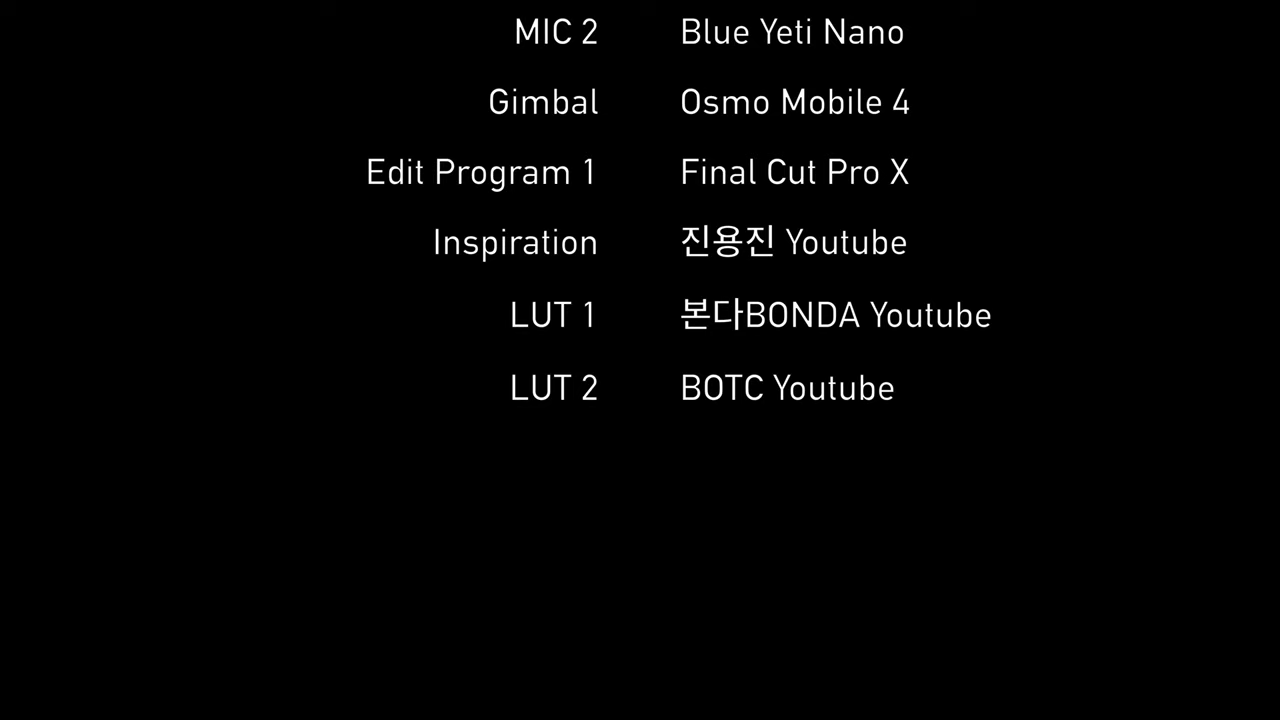 MIC 2 Blue Yeti Nano
Gimbal Osmo Mobile 4
Edit Program 1 Final Cut Pro X
Inspiration 진용진 Youtube
LUT 1 본다BONDA Youtube
LUT 2 BOTC Youtube